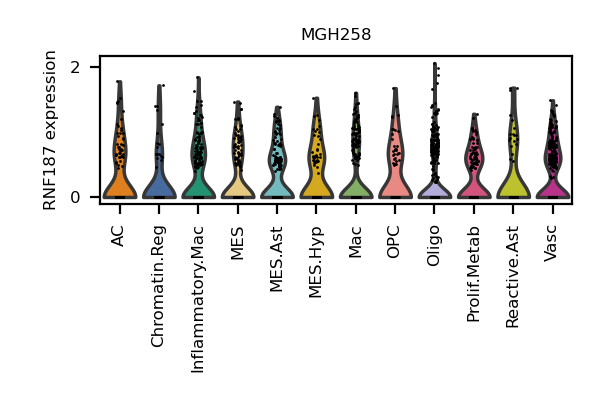 MGH258
RNF187 expression
2
0
AC
Chromatin.Reg
Inflammatory.Mac
MES
MES.Ast
MES.Hyp
Mac
OPC
Oligo
Prolif.Metab
Reactive.Ast
Vasc